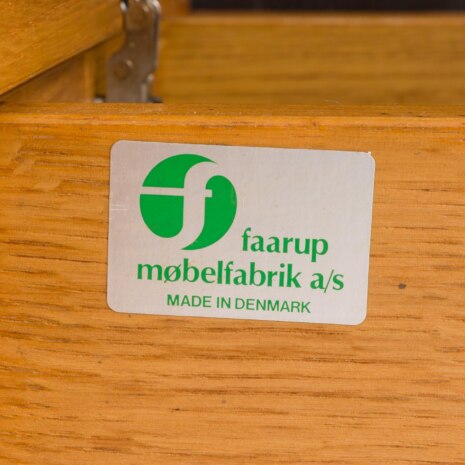 f
faarup
møbelfabrik a/s
MADE IN DENMARK